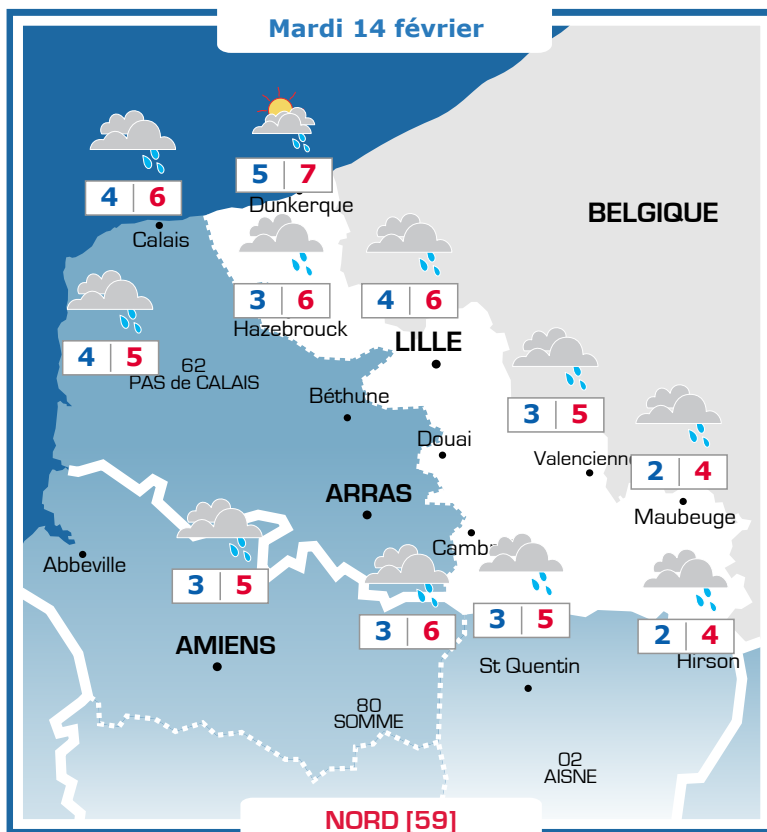 Mardi 14 février
5 7
Dunkerque
4 6
Calais
BELGIQUE
3 6
Hazebrouck
4 6
LILLE
4 5
62
PAS de CALAIS
Béthune
3 5
Douai
Valencienn
2 4
Maubeuge
ARRAS
Camb
Abbeville
3 5
3 6
3 5
2 4
Hirson
AMIENS
St Quentin
80
SOMME
02
AISNE
NORD [59]